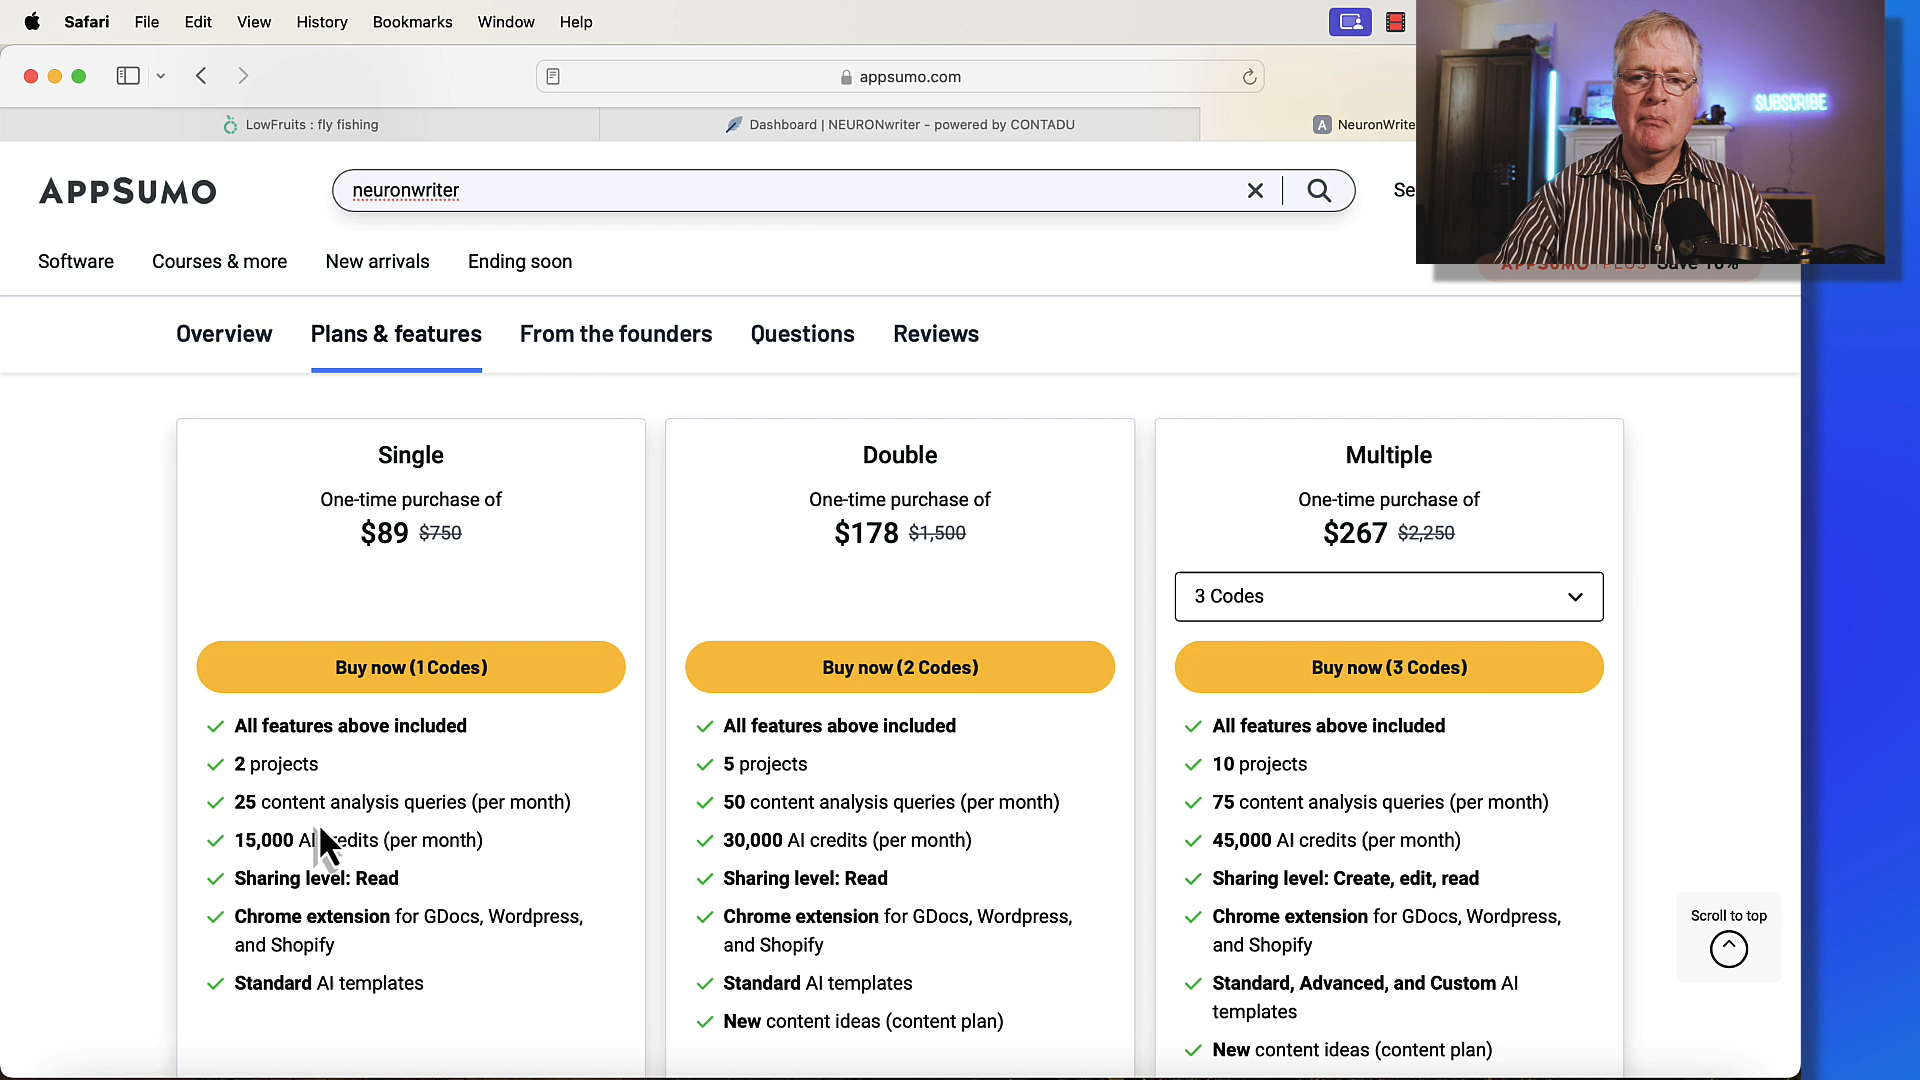 Safari File Edit View History Bookmarks Window Help
appsumo.com
LowFruits : fly fishing
Dashboard | NEURONwriter - powered by CONTADU
A NeuronWrite
SUBSCRIBE
APPSUMO
neuronwriter
Se
Software Courses & more New arrivals Ending soon
APPSUMO PLUS Save 10%
Overview Plans & features From the founders Questions Reviews
Single
One-time purchase of
$89 $750
Buy now (1 Codes)
All features above included
2 projects
25 content analysis queries (per month)
15,000 AI credits (per month)
Sharing level: Read
Chrome extension for GDocs, Wordpress,
and Shopify
Standard AI templates
Double
One-time purchase of
$178 $1,500
Buy now (2 Codes)
All features above included
5 projects
50 content analysis queries (per month)
30,000 AI credits (per month)
Sharing level: Read
Chrome extension for GDocs, Wordpress,
and Shopify
Standard AI templates
New content ideas (content plan)
Multiple
One-time purchase of
$267 $2,250
3 Codes
Buy now (3 Codes)
All features above included
10 projects
75 content analysis queries (per month)
45,000 AI credits (per month)
Sharing level: Create, edit, read
Chrome extension for GDocs, Wordpress,
and Shopify
Standard, Advanced, and Custom AI
templates
New content ideas (content plan)
Scroll to top